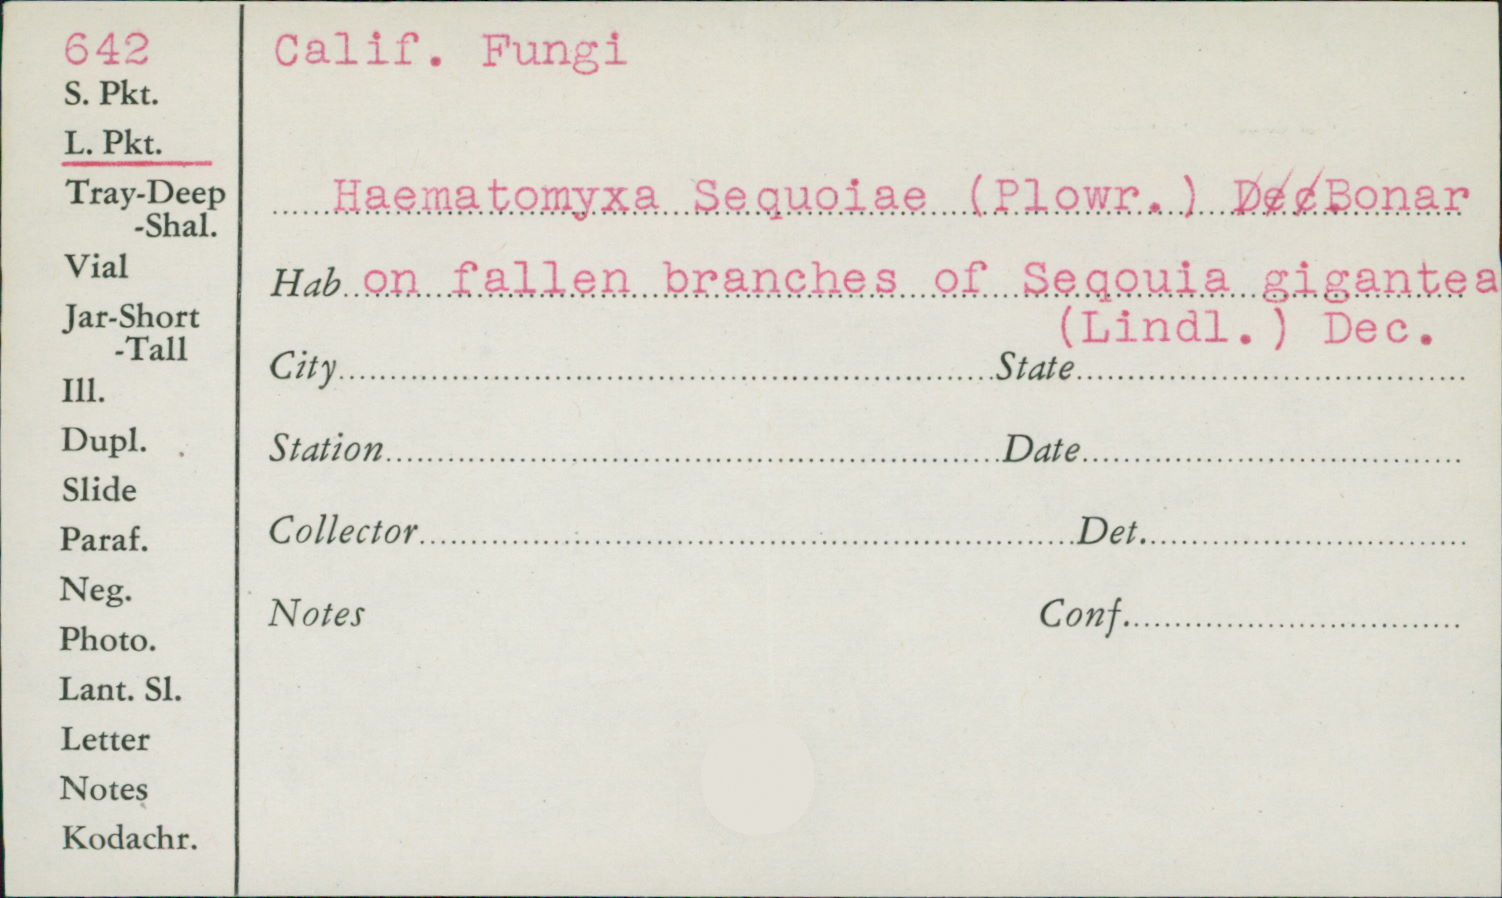 642
S. Pkt.
L. Pkt.
Tray-Deep
-Shal.
Vial
Jar-Short
-Tall
Ill.
Dupl.
Slide
Paraf.
Neg.
Photo.
Lant. Sl.
Letter
Notes
Kodachr.
Calif. Fungi
Haematomyxa Sequoiae (Plowr.) Dec Bonar
Hab on fallen branches of Seqouia gigantea
(Lindl.) Dec.
City State
Station Date
Collector Det.
Notes Conf.